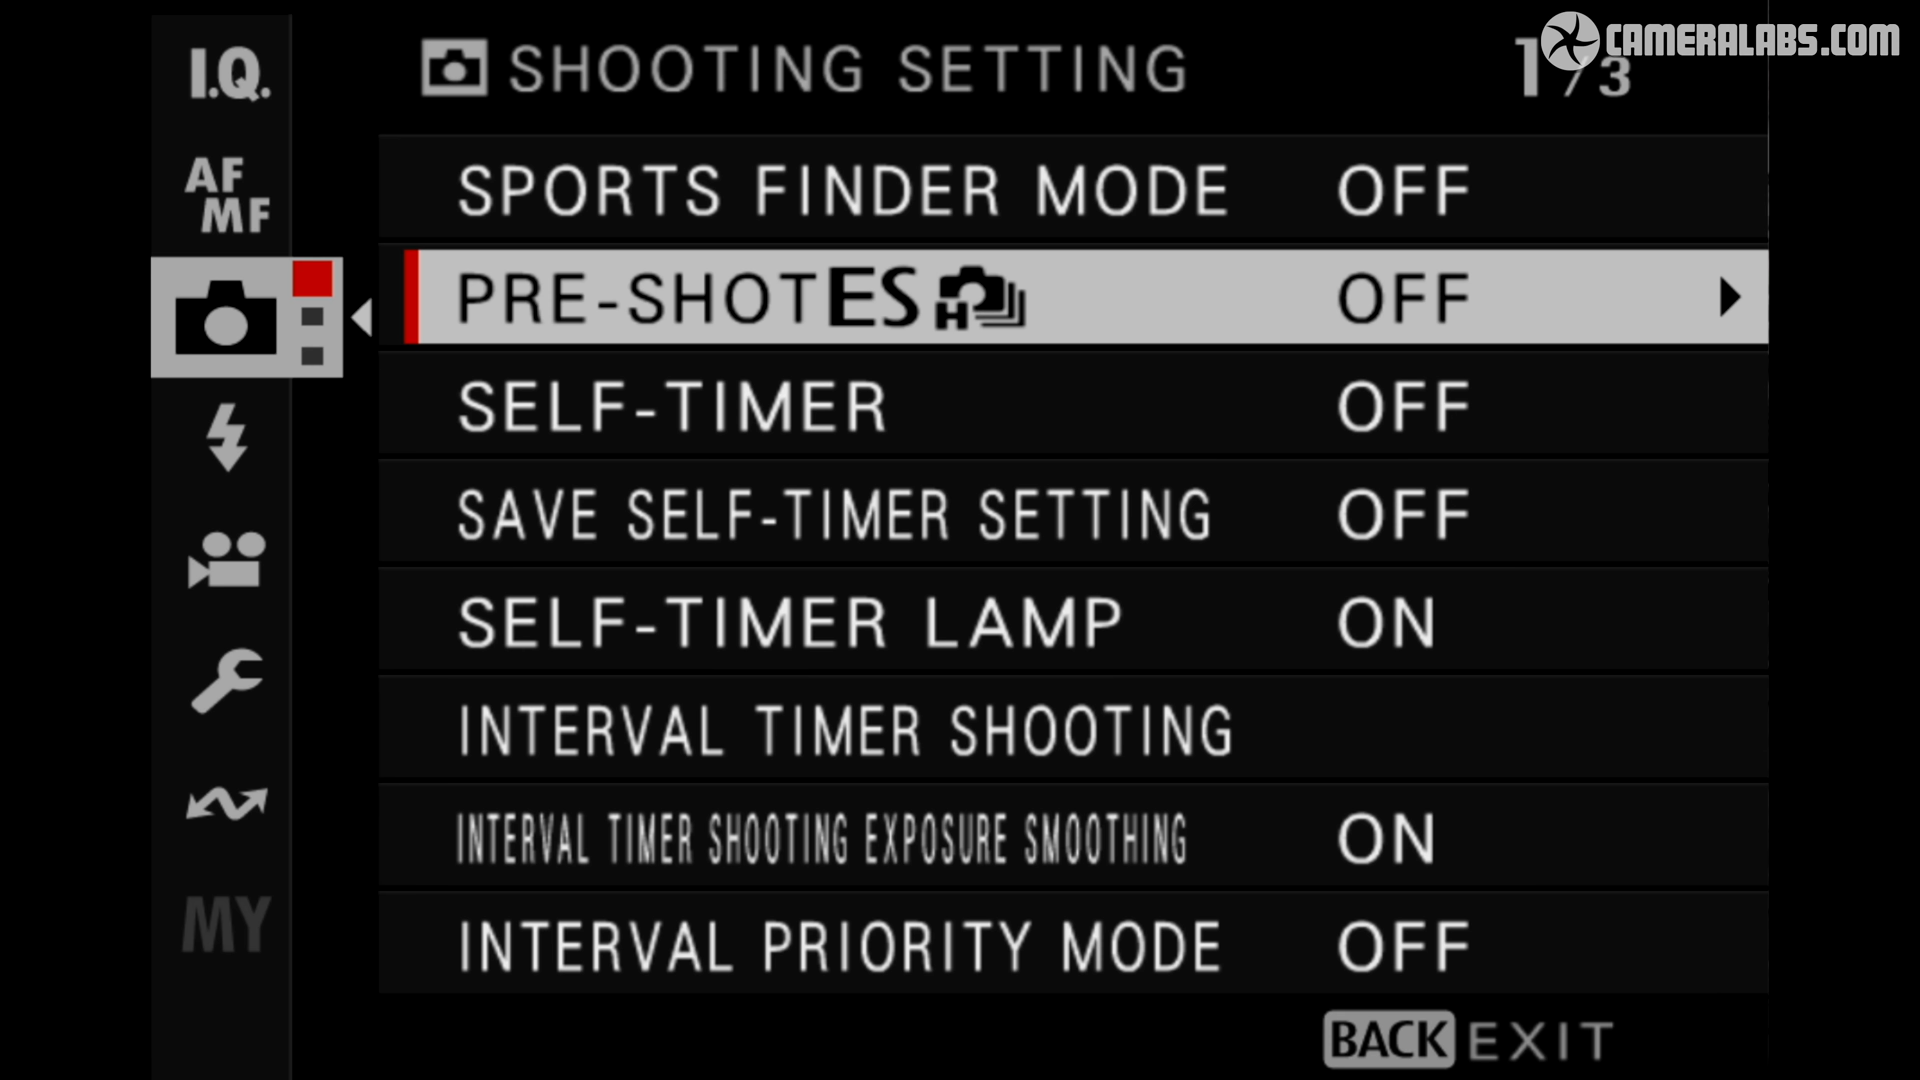 CAMERALABS.COM
I.Q.
AF
MF
MY
SHOOTING SETTING 1/3
SPORTS FINDER MODE OFF
PRE-SHOT ES H OFF
SELF-TIMER OFF
SAVE SELF-TIMER SETTING OFF
SELF-TIMER LAMP ON
INTERVAL TIMER SHOOTING
INTERVAL TIMER SHOOTING EXPOSURE SMOOTHING ON
INTERVAL PRIORITY MODE OFF
BACK EXIT